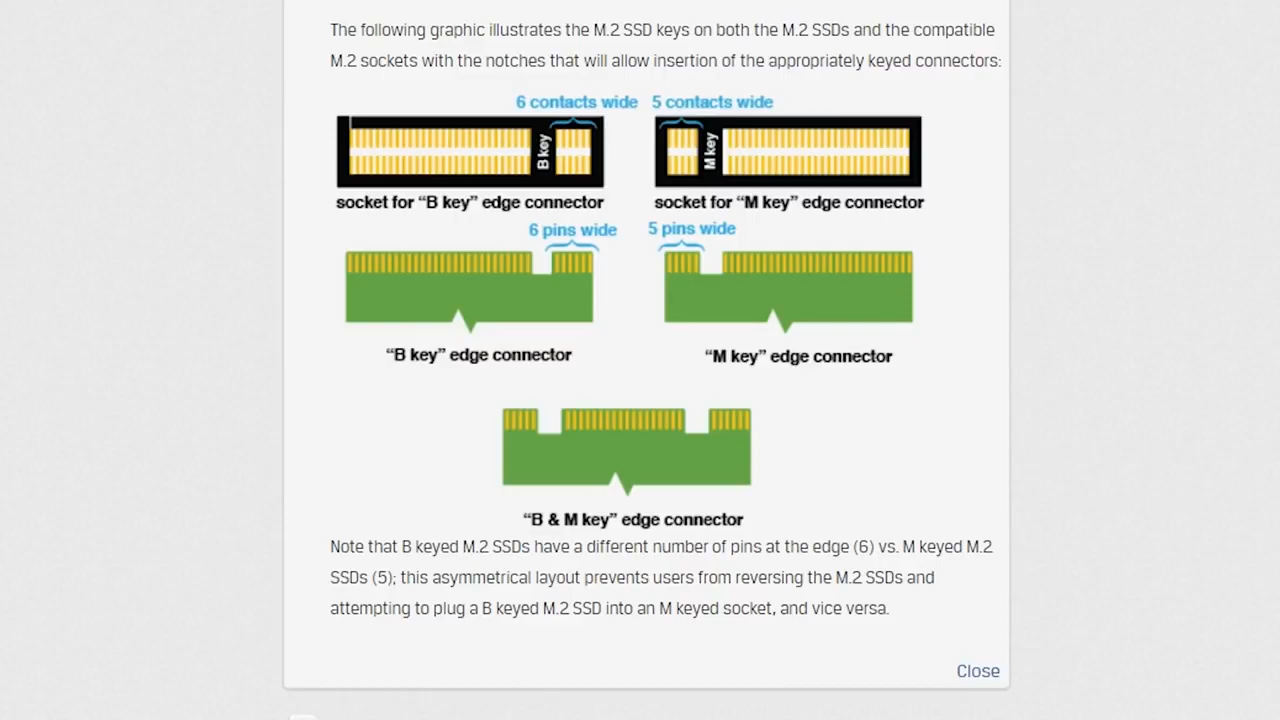 The following graphic illustrates the M.2 SSD keys on both the M.2 SSDs and the compatible
M.2 sockets with the notches that will allow insertion of the appropriately keyed connectors:
6 contacts wide
5 contacts wide
B key
M key
socket for “B key” edge connector
socket for “M key” edge connector
6 pins wide
5 pins wide
“B key” edge connector
“M key” edge connector
“B & M key” edge connector
Note that B keyed M.2 SSDs have a different number of pins at the edge (6) vs. M keyed M.2
SSDs (5); this asymmetrical layout prevents users from reversing the M.2 SSDs and
attempting to plug a B keyed M.2 SSD into an M keyed socket, and vice versa.
Close